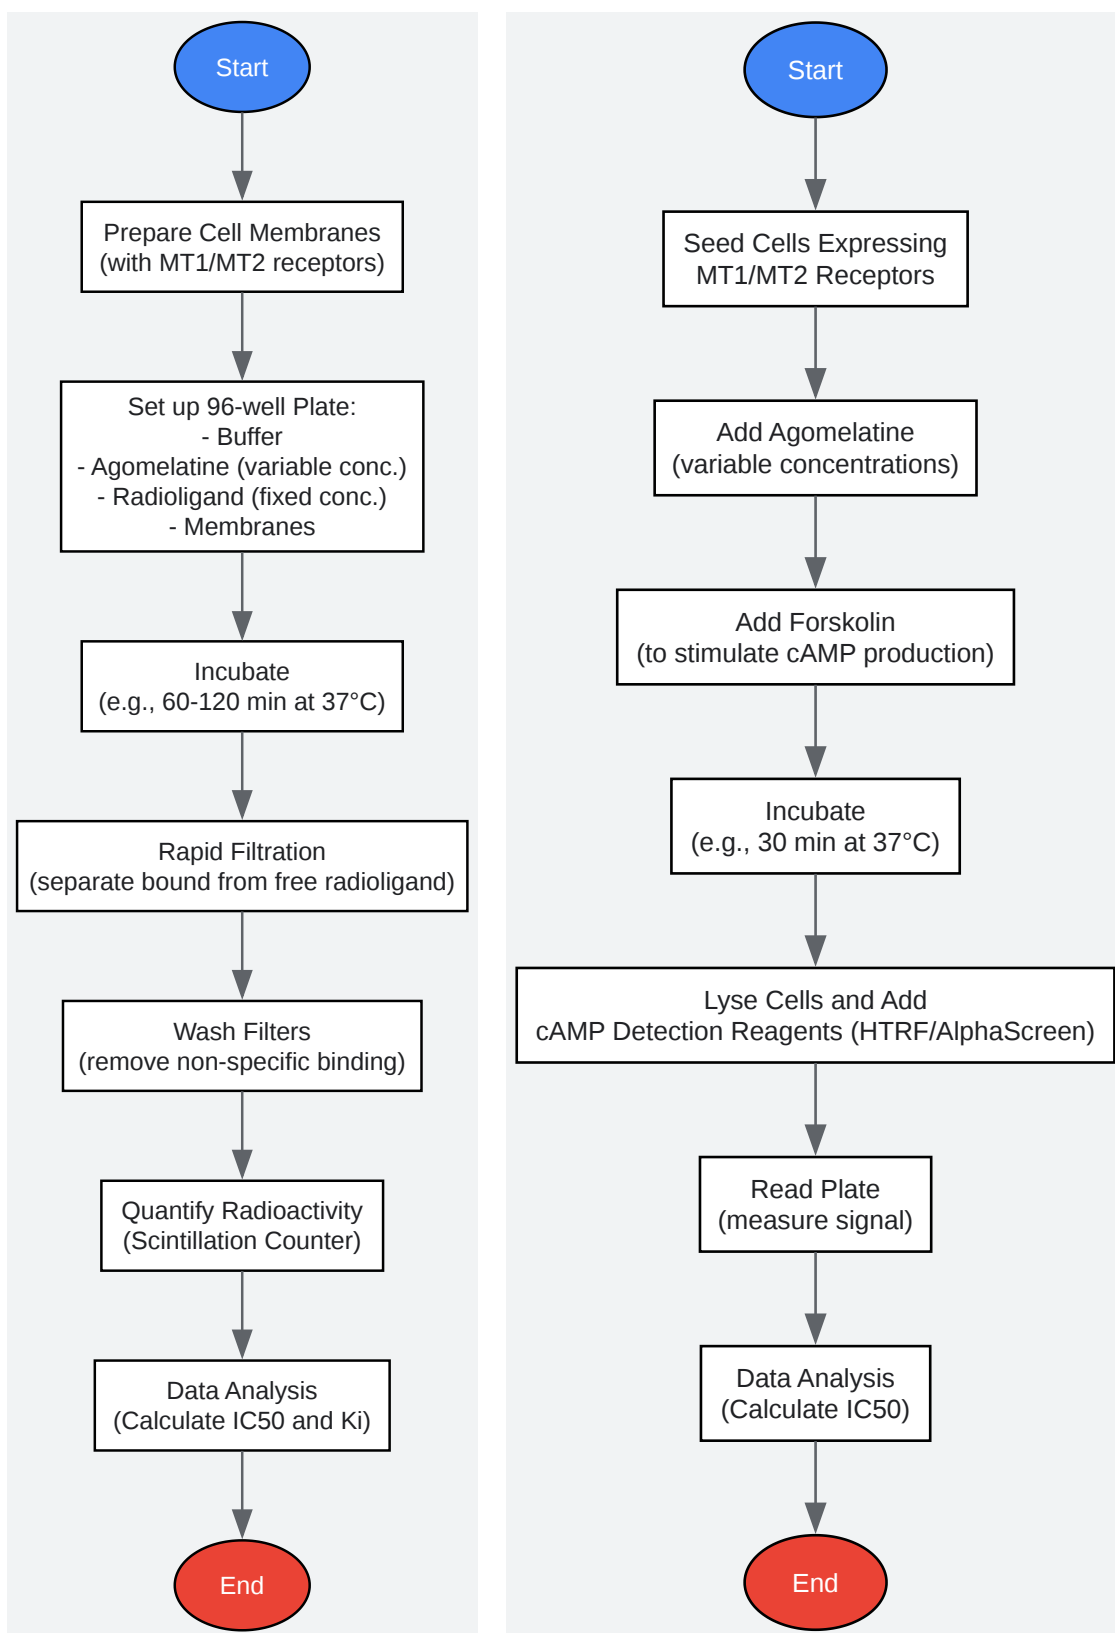 Start
Prepare Cell Membranes
(with MT1/MT2 receptors)
Set up 96-well Plate:
- Buffer
- Agomelatine (variable conc.)
- Radioligand (fixed conc.)
- Membranes
Incubate
(e.g., 60-120 min at 37°C)
Rapid Filtration
(separate bound from free radioligand)
Wash Filters
(remove non-specific binding)
Quantify Radioactivity
(Scintillation Counter)
Data Analysis
(Calculate IC50 and Ki)
End
Start
Seed Cells Expressing
MT1/MT2 Receptors
Add Agomelatine
(variable concentrations)
Add Forskolin
(to stimulate cAMP production)
Incubate
(e.g., 30 min at 37°C)
Lyse Cells and Add
cAMP Detection Reagents (HTRF/AlphaScreen)
Read Plate
(measure signal)
Data Analysis
(Calculate IC50)
End